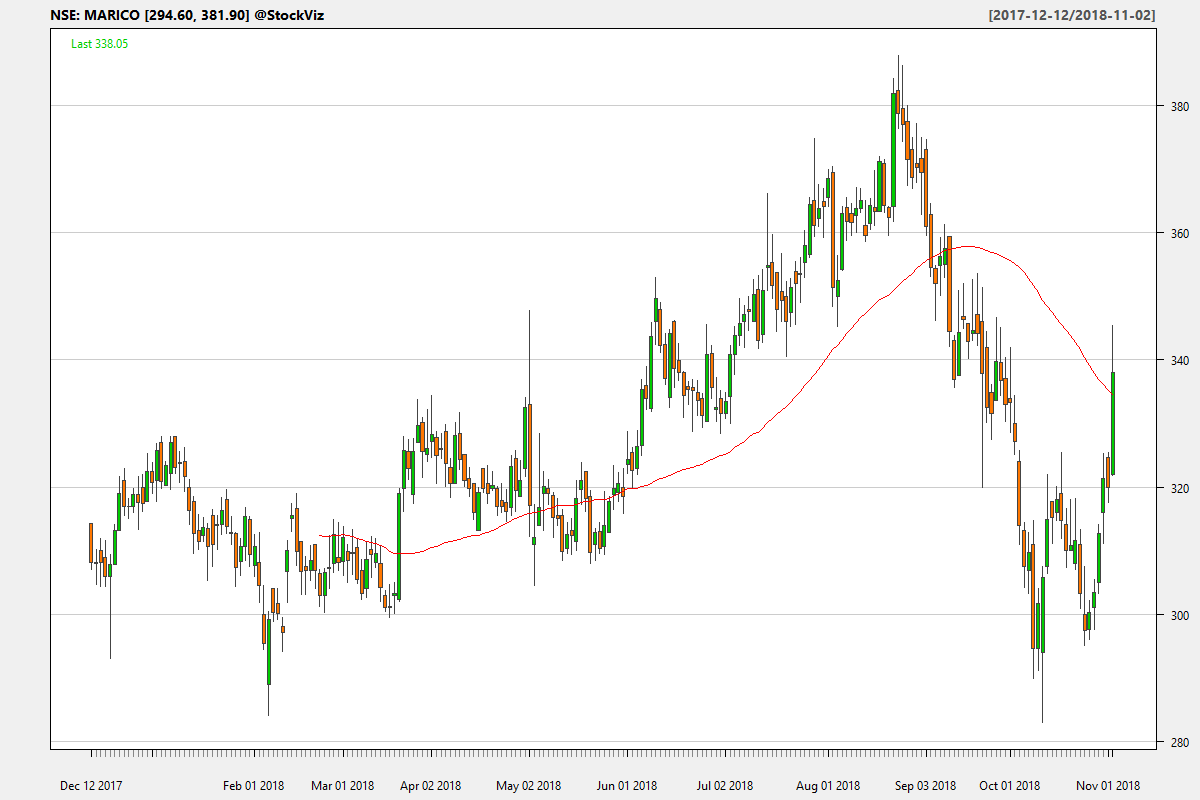 NSE: MARICO [294.60, 381.90] @StockViz [2017-12-12/2018-11-02]
Last 338.05
380
360
340
320
300
280
Dec 12 2017 Feb 01 2018 Mar 01 2018 Apr 02 2018 May 02 2018 Jun 01 2018 Jul 02 2018 Aug 01 2018 Sep 03 2018 Oct 01 2018 Nov 01 2018